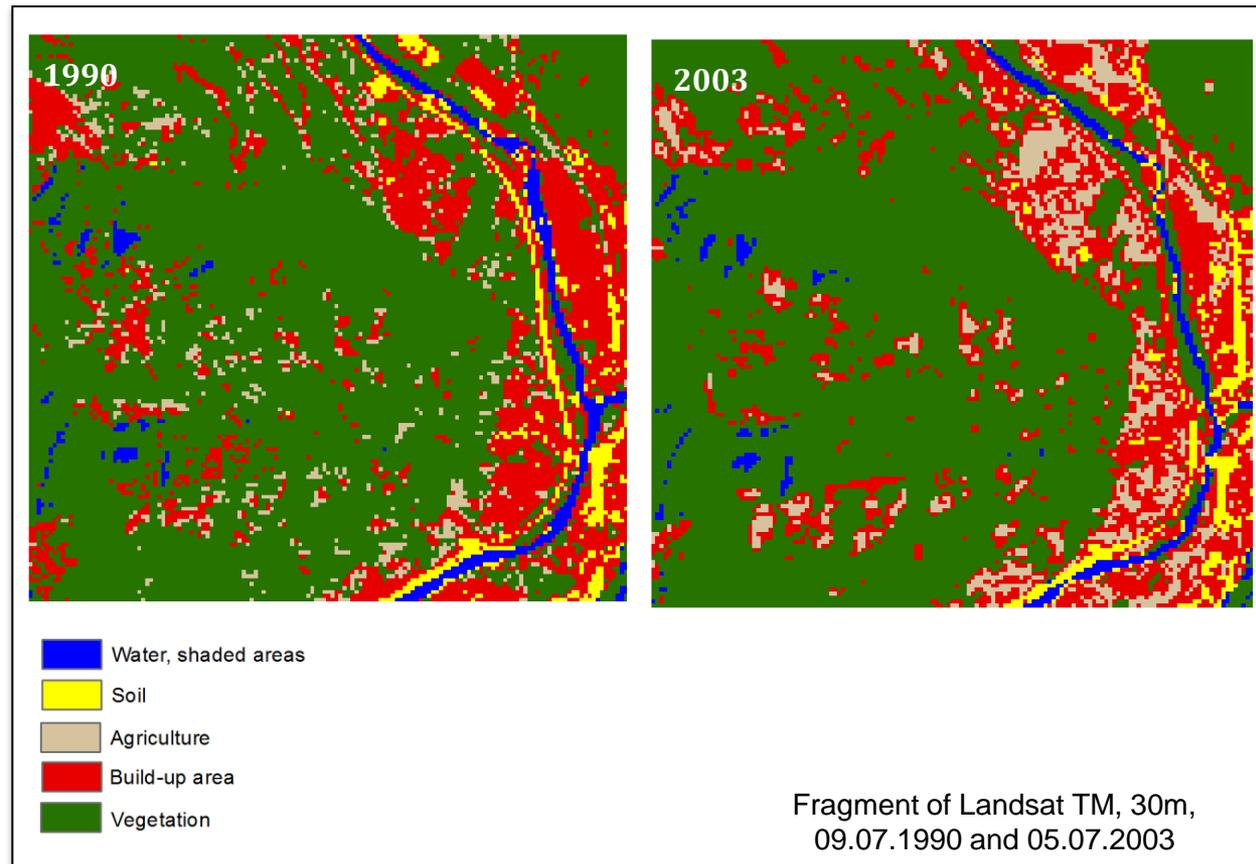 1990
2003
Water, shaded areas
Soil
Agriculture
Build-up area
Vegetation
Fragment of Landsat TM, 30m,
09.07.1990 and 05.07.2003